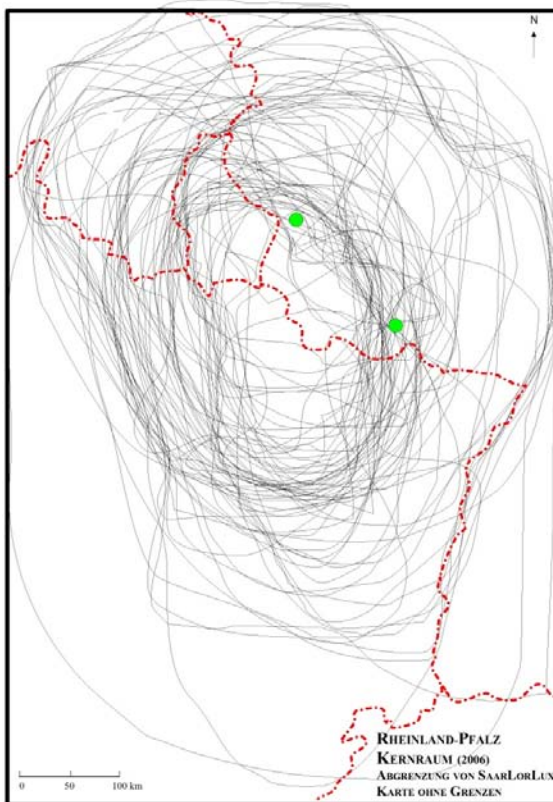 N
0 50 100 km
RHEINLAND-PFALZ
KERNRAUM (2006)
ABGRENZUNG VON SAARLORLUX
KARTE OHNE GRENZEN